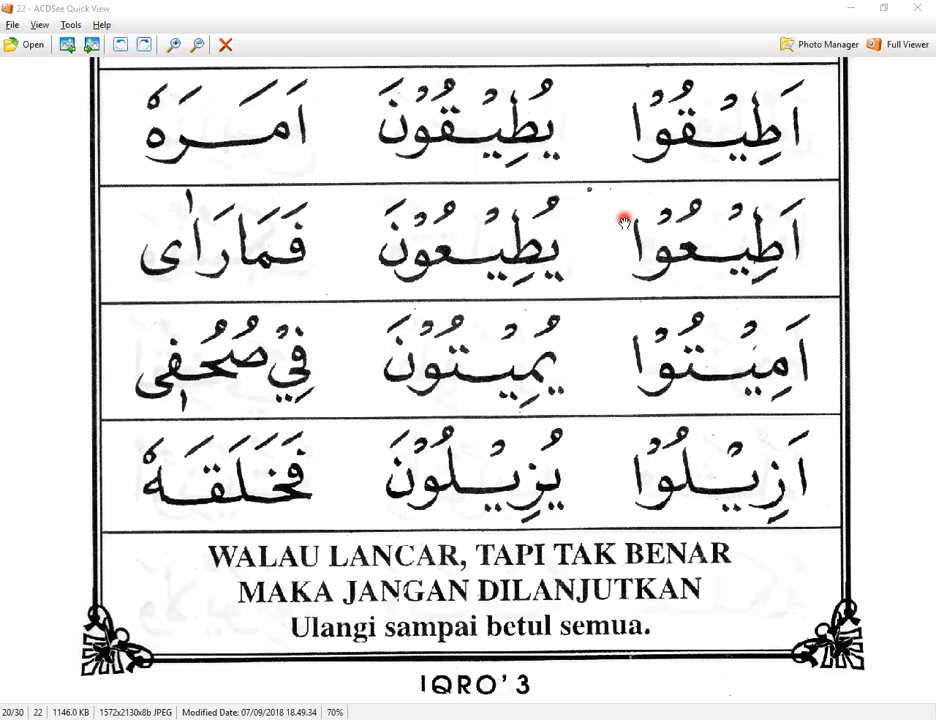 22 - ACDSee Quick View
File View Tools Help
Open Photo Manager Full Viewer
اَطِيْقُوْا يُطِيْقُوْنَ اَمَرَهُ
اَطِيْعُوْا يُطِيْعُوْنَ فَمَارَاٰى
اَمِيْتُوْا يُمِيْتُوْنَ فِيْ صُحُفِى
اَزِيْلُوْا يُزِيْلُوْنَ فَخَلَقَهُ
WALAU LANCAR, TAPI TAK BENAR
MAKA JANGAN DILANJUTKAN
Ulangi sampai betul semua.
IQRO' 3
20/30 22 1146.0 KB 1572x2130x8b JPEG Modified Date: 07/09/2018 18.49.34 70%